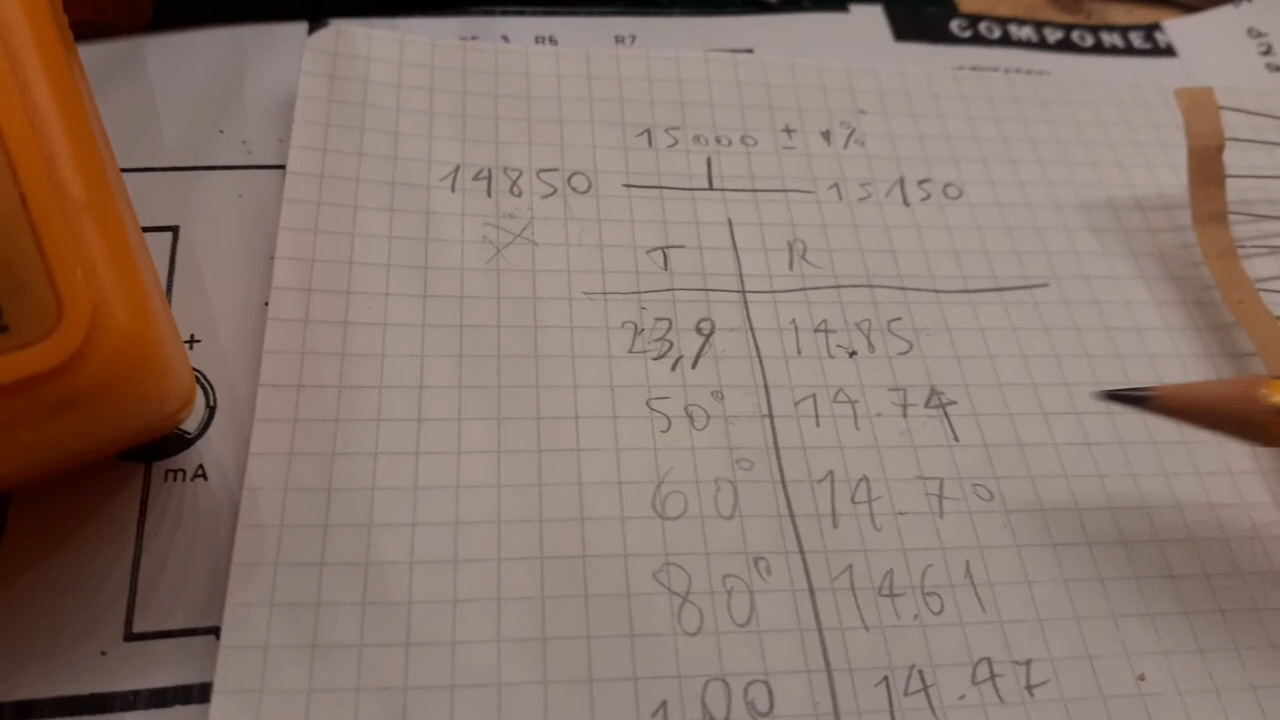 R6 R7
COMPONEN
15000 ± 1%
14850 15150
T R
23,9 14.85
50° 14.74
60° 14.70
80° 14.61
100 14.47
+
mA